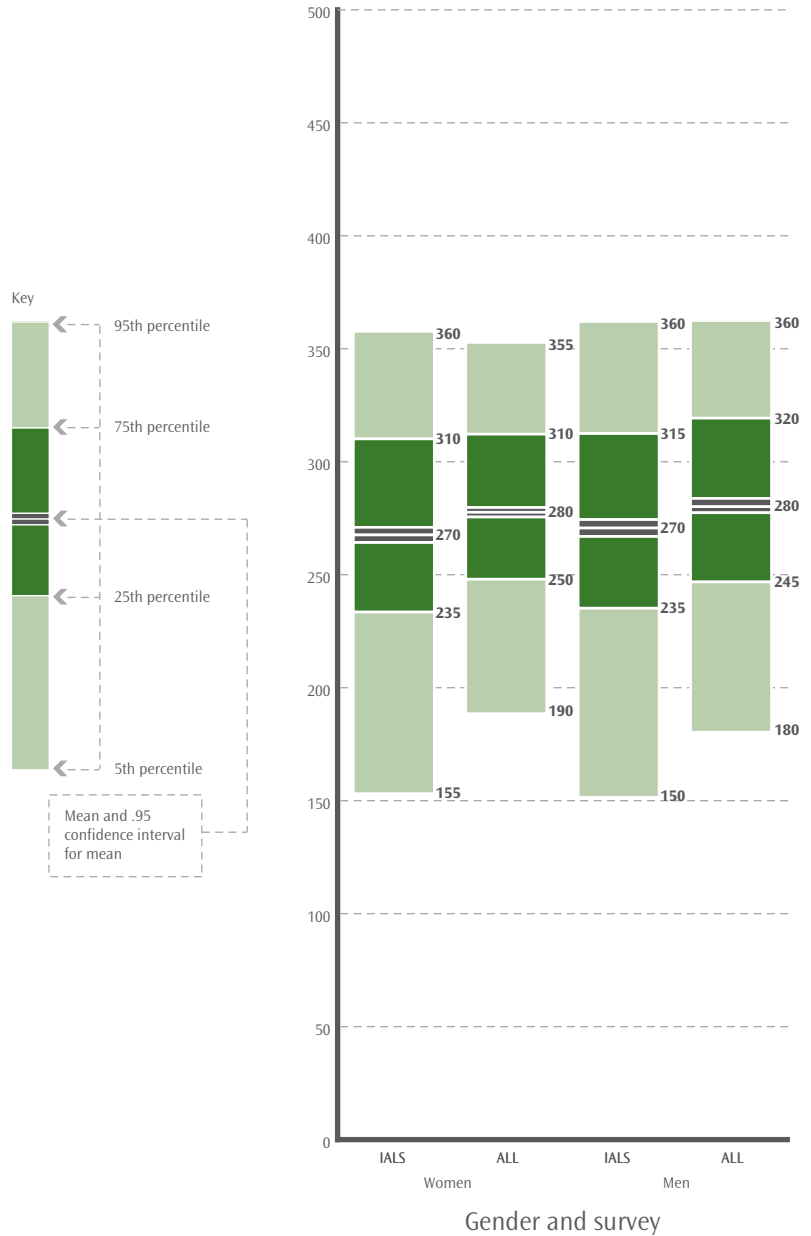 Key
95th percentile
75th percentile
25th percentile
5th percentile
Mean and .95
confidence interval
for mean
500
450
400
350
300
250
200
150
100
50
0
360
310
270
235
155
355
310
280
250
190
360
315
270
235
150
360
320
280
245
180
IALS ALL IALS ALL
Women Men
Gender and survey